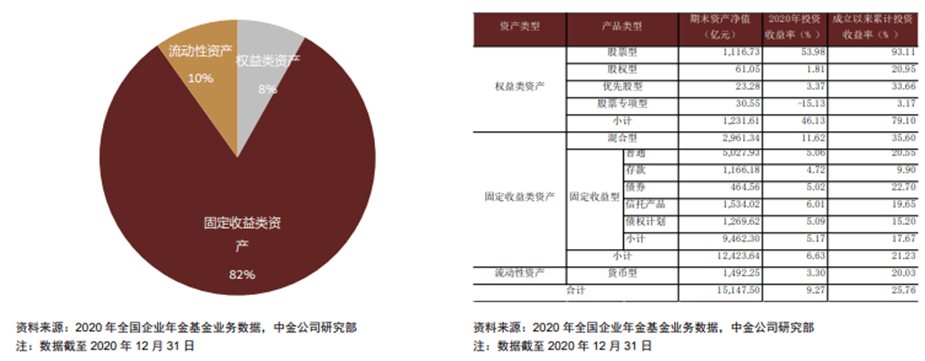 流动性资产
10%
权益类资产
8%
固定收益类资
产
82%
资料来源：2020 年全国企业年金基金业务数据，中金公司研究部
注：数据截至 2020 年 12 月 31 日
资产类型 产品类型 期末资产净值（亿元） 2020年投资收益率（%） 成立以来累计投资收益率（%）
权益类资产 股票型 1,116.73 53.98 93.11
股权型 61.05 1.81 20.95
优先股型 23.28 3.37 33.66
股票专项型 30.55 -15.13 3.17
小计 1,231.61 46.13 79.10
固定收益类资产 混合型 2,961.34 11.62 35.60
固定收益型 普通 5,027.93 5.06 20.55
存款 1,166.18 4.72 9.90
债券 464.56 5.02 22.70
信托产品 1,534.02 6.01 19.65
债权计划 1,269.62 5.09 15.20
小计 9,462.30 5.17 17.67
小计 12,423.64 6.63 21.23
流动性资产 货币型 1,492.25 3.30 20.03
合计 15,147.50 9.27 25.76
资料来源：2020 年全国企业年金基金业务数据，中金公司研究部
注：数据截至 2020 年 12 月 31 日